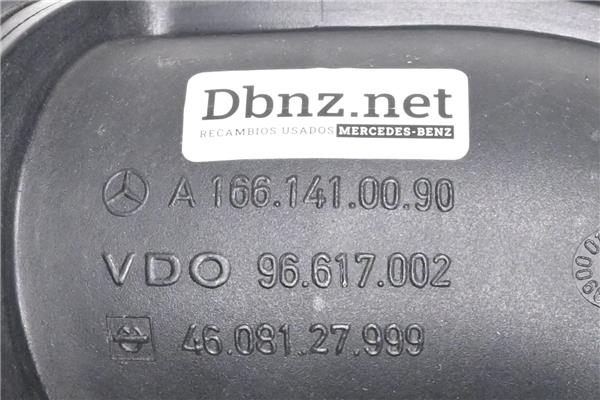 Dbnz.net
RECAMBIOS USADOS MERCEDES-BENZ
A 166.141.00.90
VDO 96.617.002
46.081.27.999